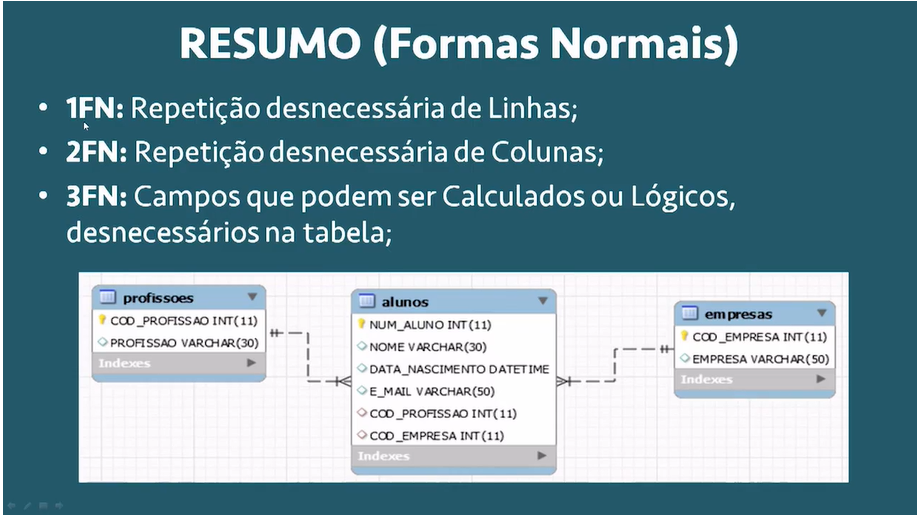 RESUMO (Formas Normais)
• 1FN: Repetição desnecessária de Linhas;
• 2FN: Repetição desnecessária de Colunas;
• 3FN: Campos que podem ser Calculados ou Lógicos,
desnecessários na tabela;
profissoes
COD_PROFISSAO INT(11)
PROFISSAO VARCHAR(30)
Indexes
alunos
NUM_ALUNO INT(11)
NOME VARCHAR(30)
DATA_NASCIMENTO DATETIME
E_MAIL VARCHAR(50)
COD_PROFISSAO INT(11)
COD_EMPRESA INT(11)
Indexes
empresas
COD_EMPRESA INT(11)
EMPRESA VARCHAR(50)
Indexes